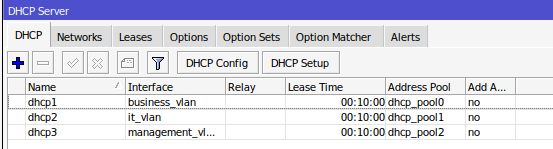 DHCP Server
DHCP Networks Leases Options Option Sets Option Matcher Alerts
DHCP Config DHCP Setup
Name Interface Relay Lease Time Address Pool Add A...
dhcp1 business_vlan 00:10:00 dhcp_pool0 no
dhcp2 it_vlan 00:10:00 dhcp_pool1 no
dhcp3 management_vl... 00:10:00 dhcp_pool2 no